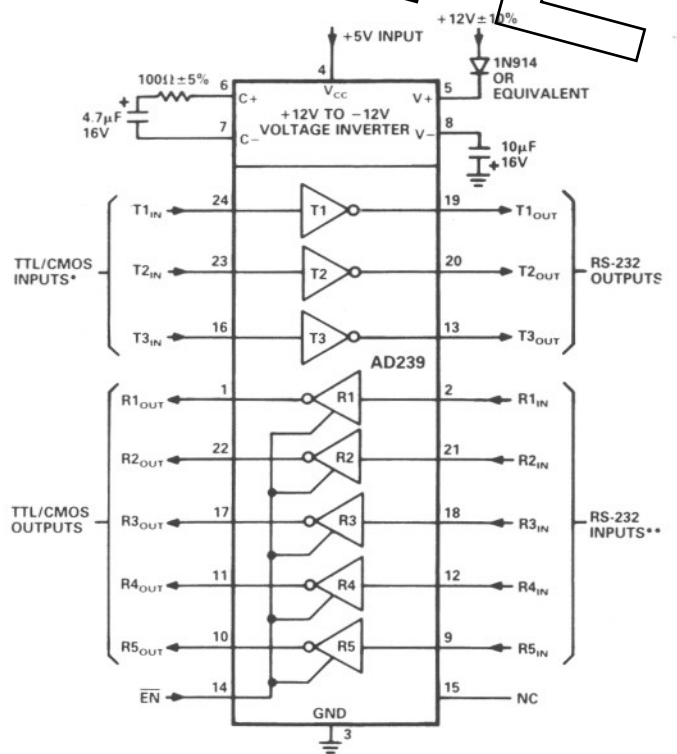 +12V±10%
+5V INPUT
1N914
OR
EQUIVALENT
100Ω±5%
4
6
C+
VCC
5
V+
+
4.7μF
16V
+12V TO −12V
VOLTAGE INVERTER
7
C−
V−
8
10μF
16V
+
T1IN
24
T1
19
T1OUT
TTL/CMOS
INPUTS*
T2IN
23
T2
20
T2OUT
RS-232
OUTPUTS
T3IN
16
T3
13
T3OUT
AD239
R1OUT
1
R1
2
R1IN
R2OUT
22
R2
21
R2IN
TTL/CMOS
OUTPUTS
R3OUT
17
R3
18
R3IN
RS-232
INPUTS**
R4OUT
11
R4
12
R4IN
R5OUT
10
R5
9
R5IN
EN
14
15
NC
GND
3